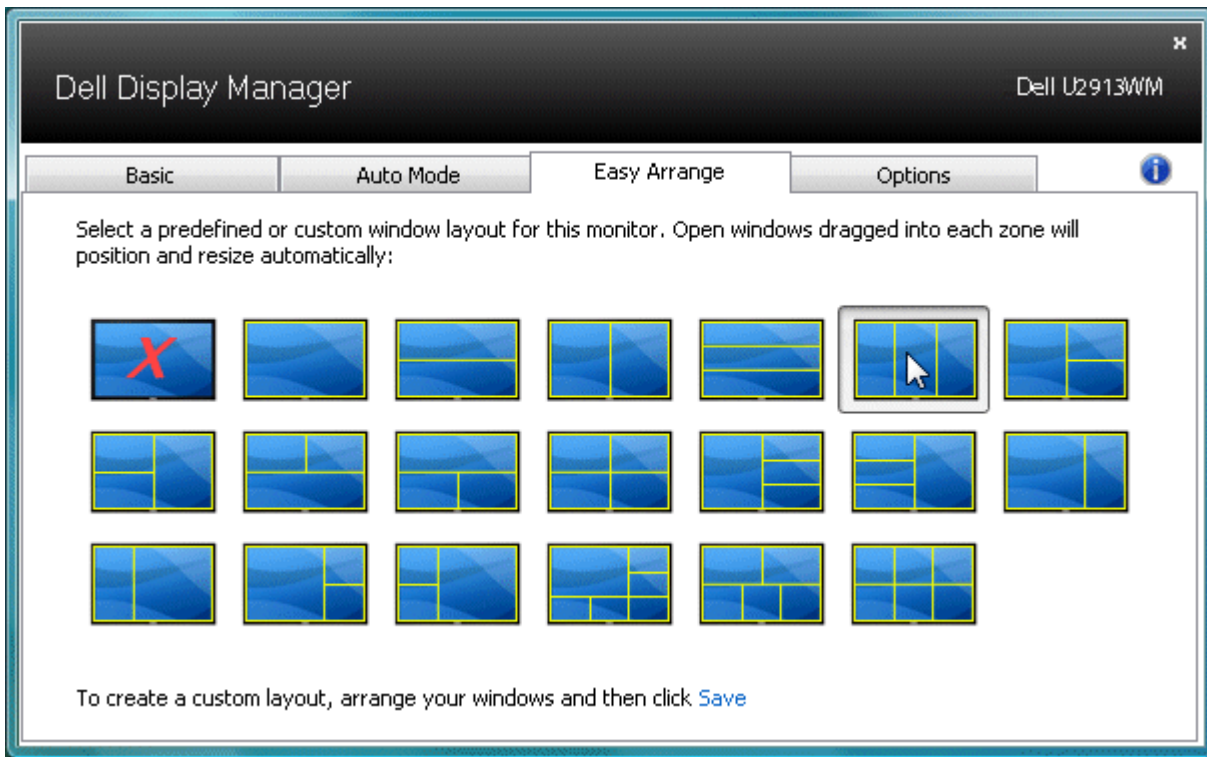 Dell Display Manager
Dell U2913WM
Basic
Auto Mode
Easy Arrange
Options
Select a predefined or custom window layout for this monitor. Open windows dragged into each zone will
position and resize automatically:
To create a custom layout, arrange your windows and then click Save